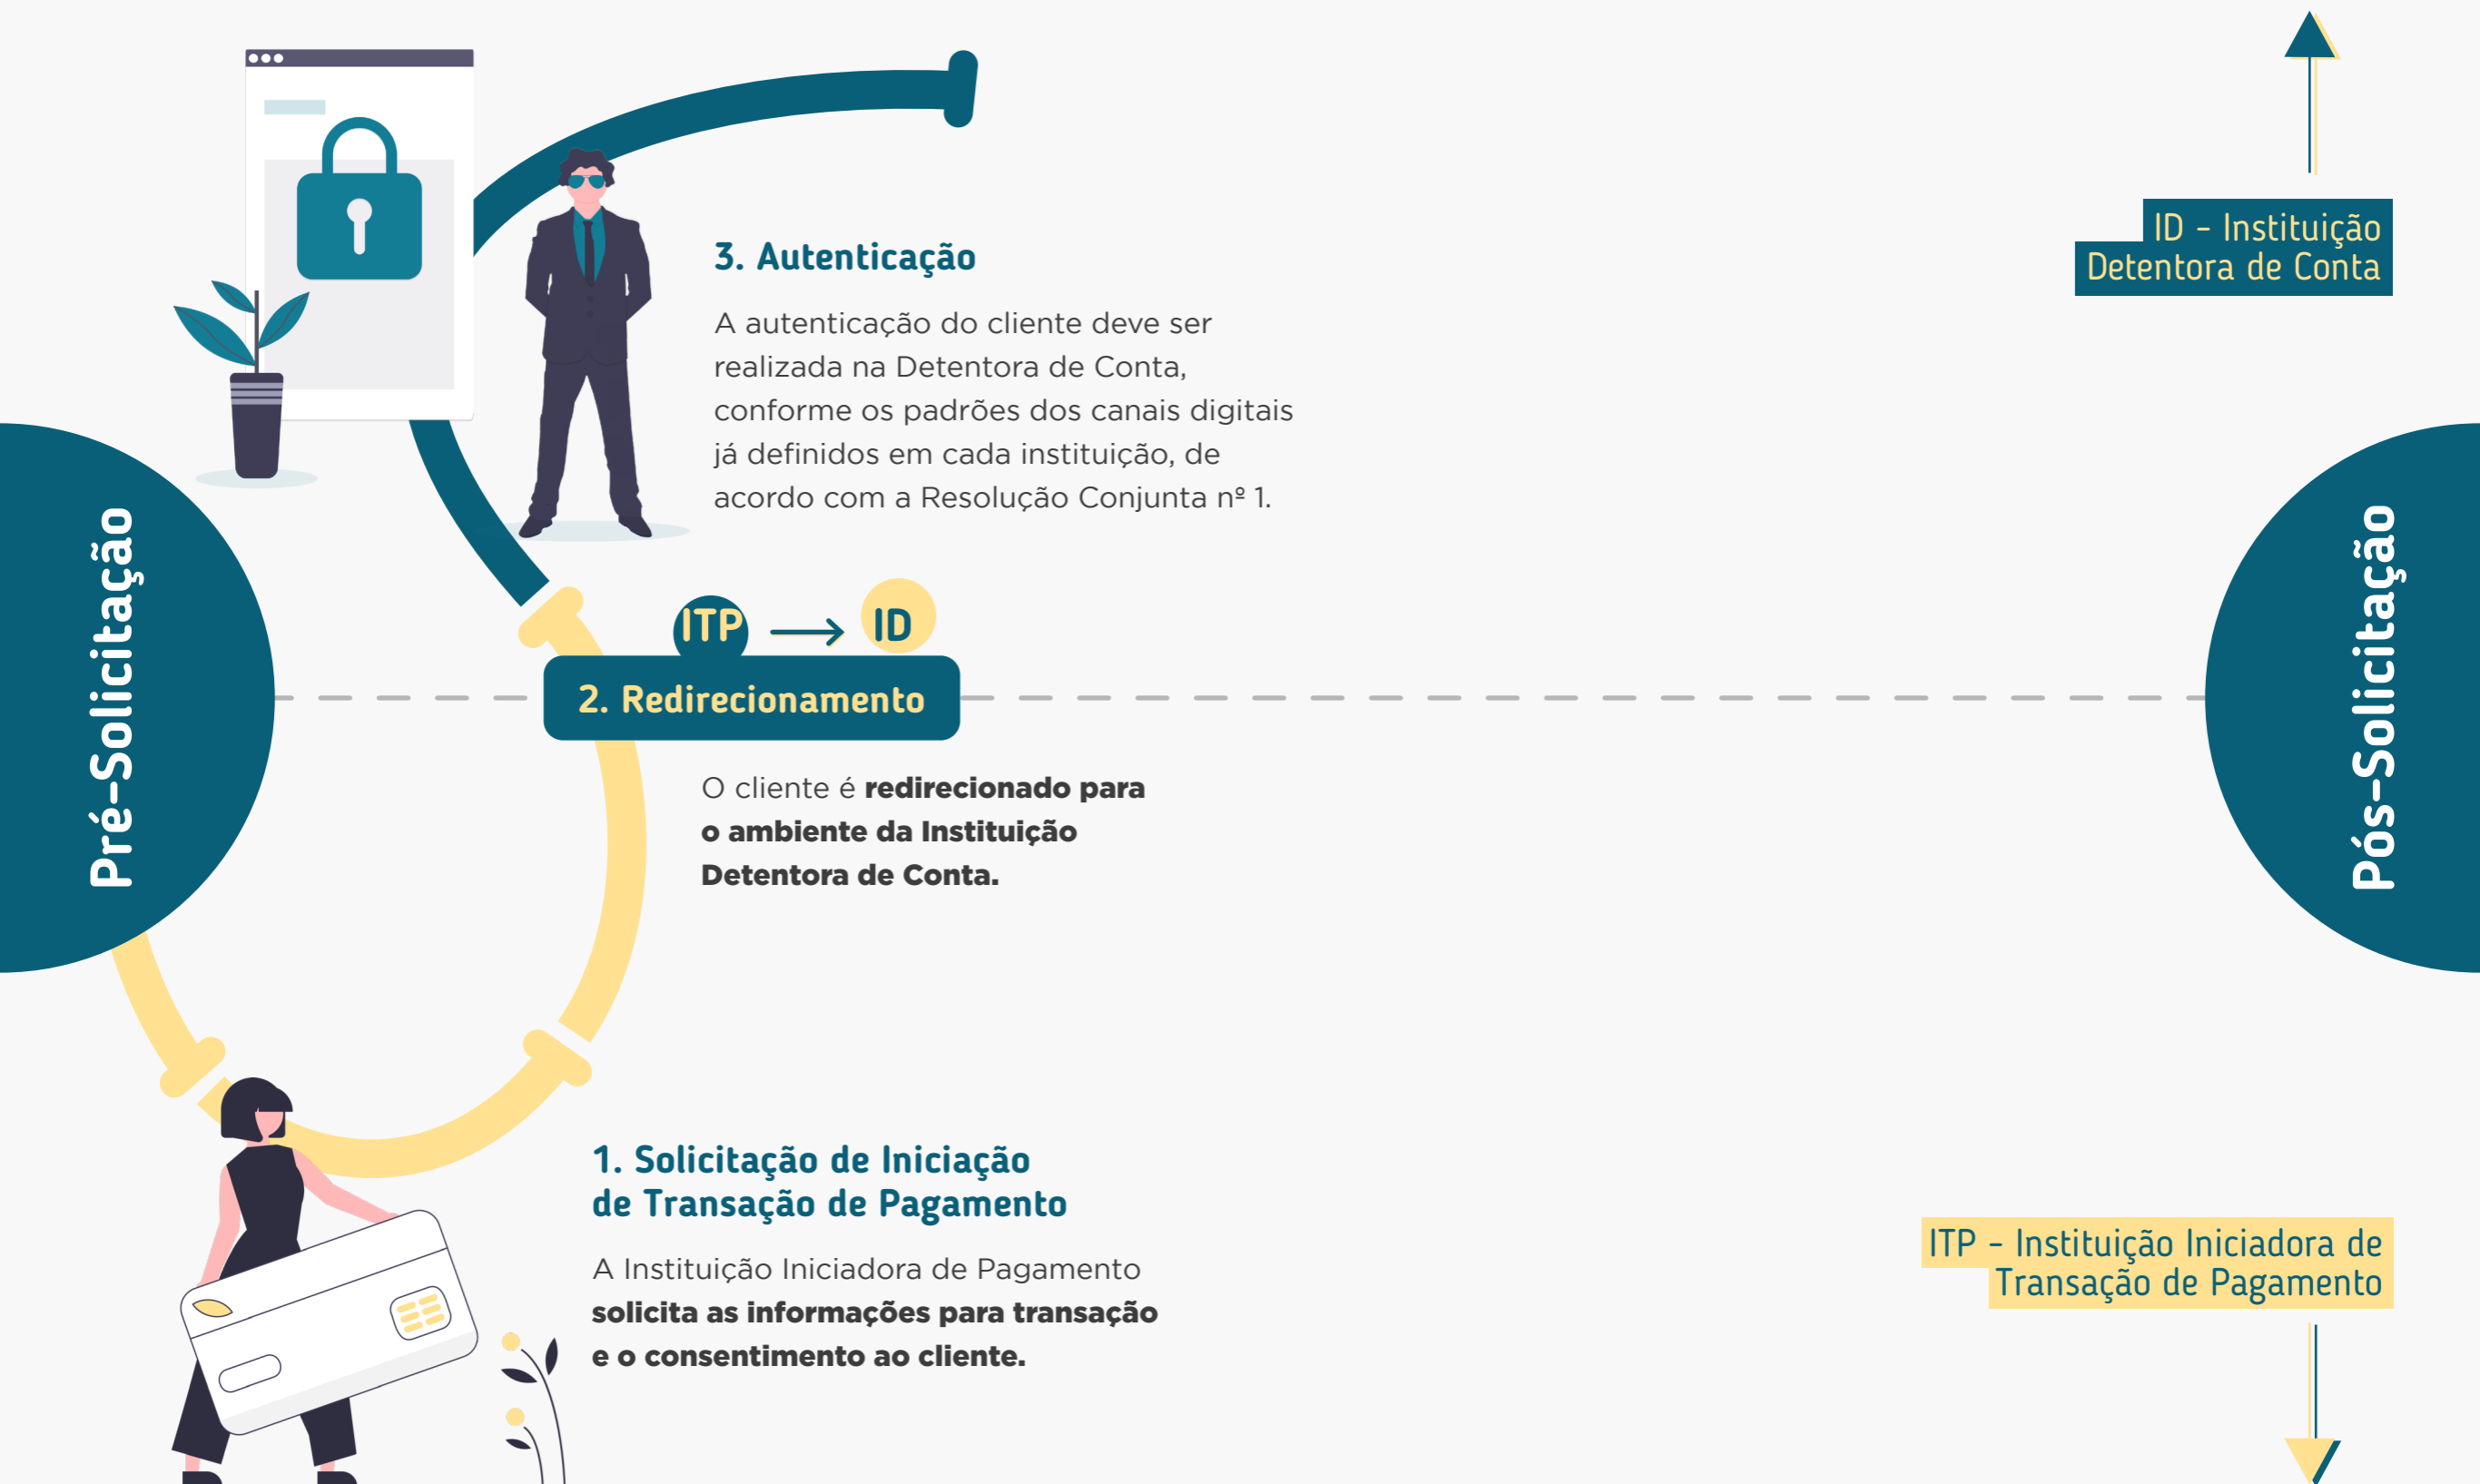 Pré-Solicitação
3. Autenticação
A autenticação do cliente deve ser
realizada na Detentora de Conta,
conforme os padrões dos canais digitais
já definidos em cada instituição, de
acordo com a Resolução Conjunta nº 1.
ITP
ID
2. Redirecionamento
O cliente é redirecionado para
o ambiente da Instituição
Detentora de Conta.
1. Solicitação de Iniciação
de Transação de Pagamento
A Instituição Iniciadora de Pagamento
solicita as informações para transação
e o consentimento ao cliente.
ID - Instituição
Detentora de Conta
Pós-Solicitação
ITP - Instituição Iniciadora de
Transação de Pagamento